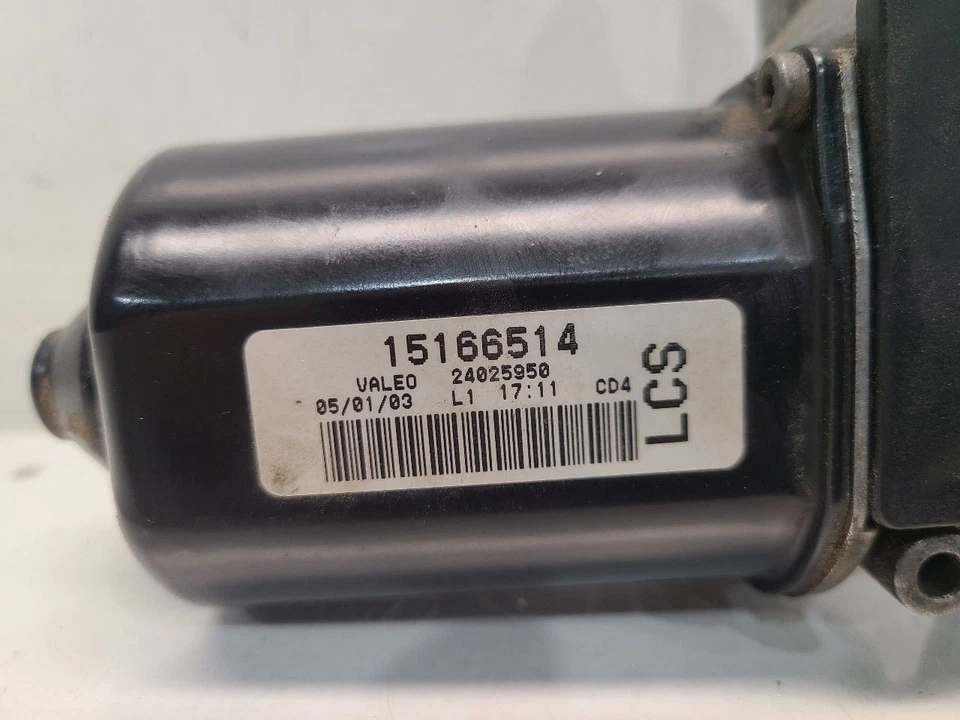 15166514
VALEO 24025950
05/01/03 L1 17:11 CD4
LCS